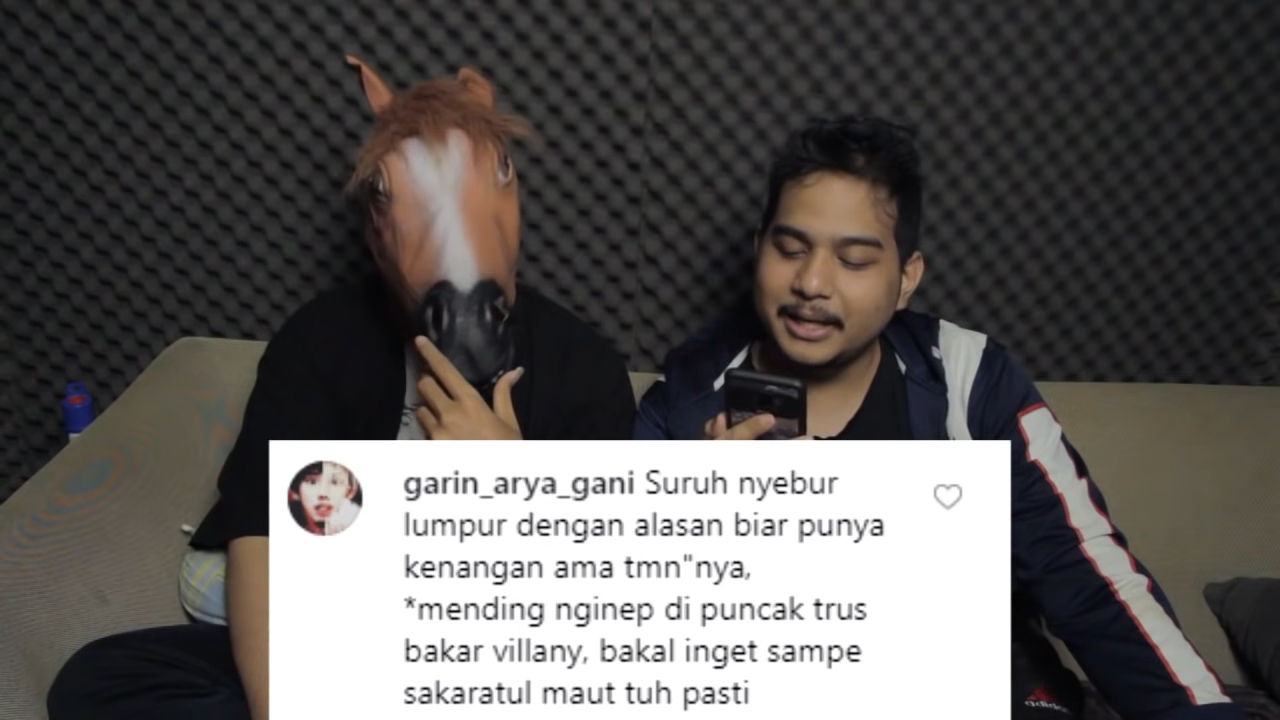 garin_arya_gani Suruh nyebur
lumpur dengan alasan biar punya
kenangan ama tmn"nya,
*mending nginep di puncak trus
bakar villany, bakal inget sampe
sakaratul maut tuh pasti
adidas